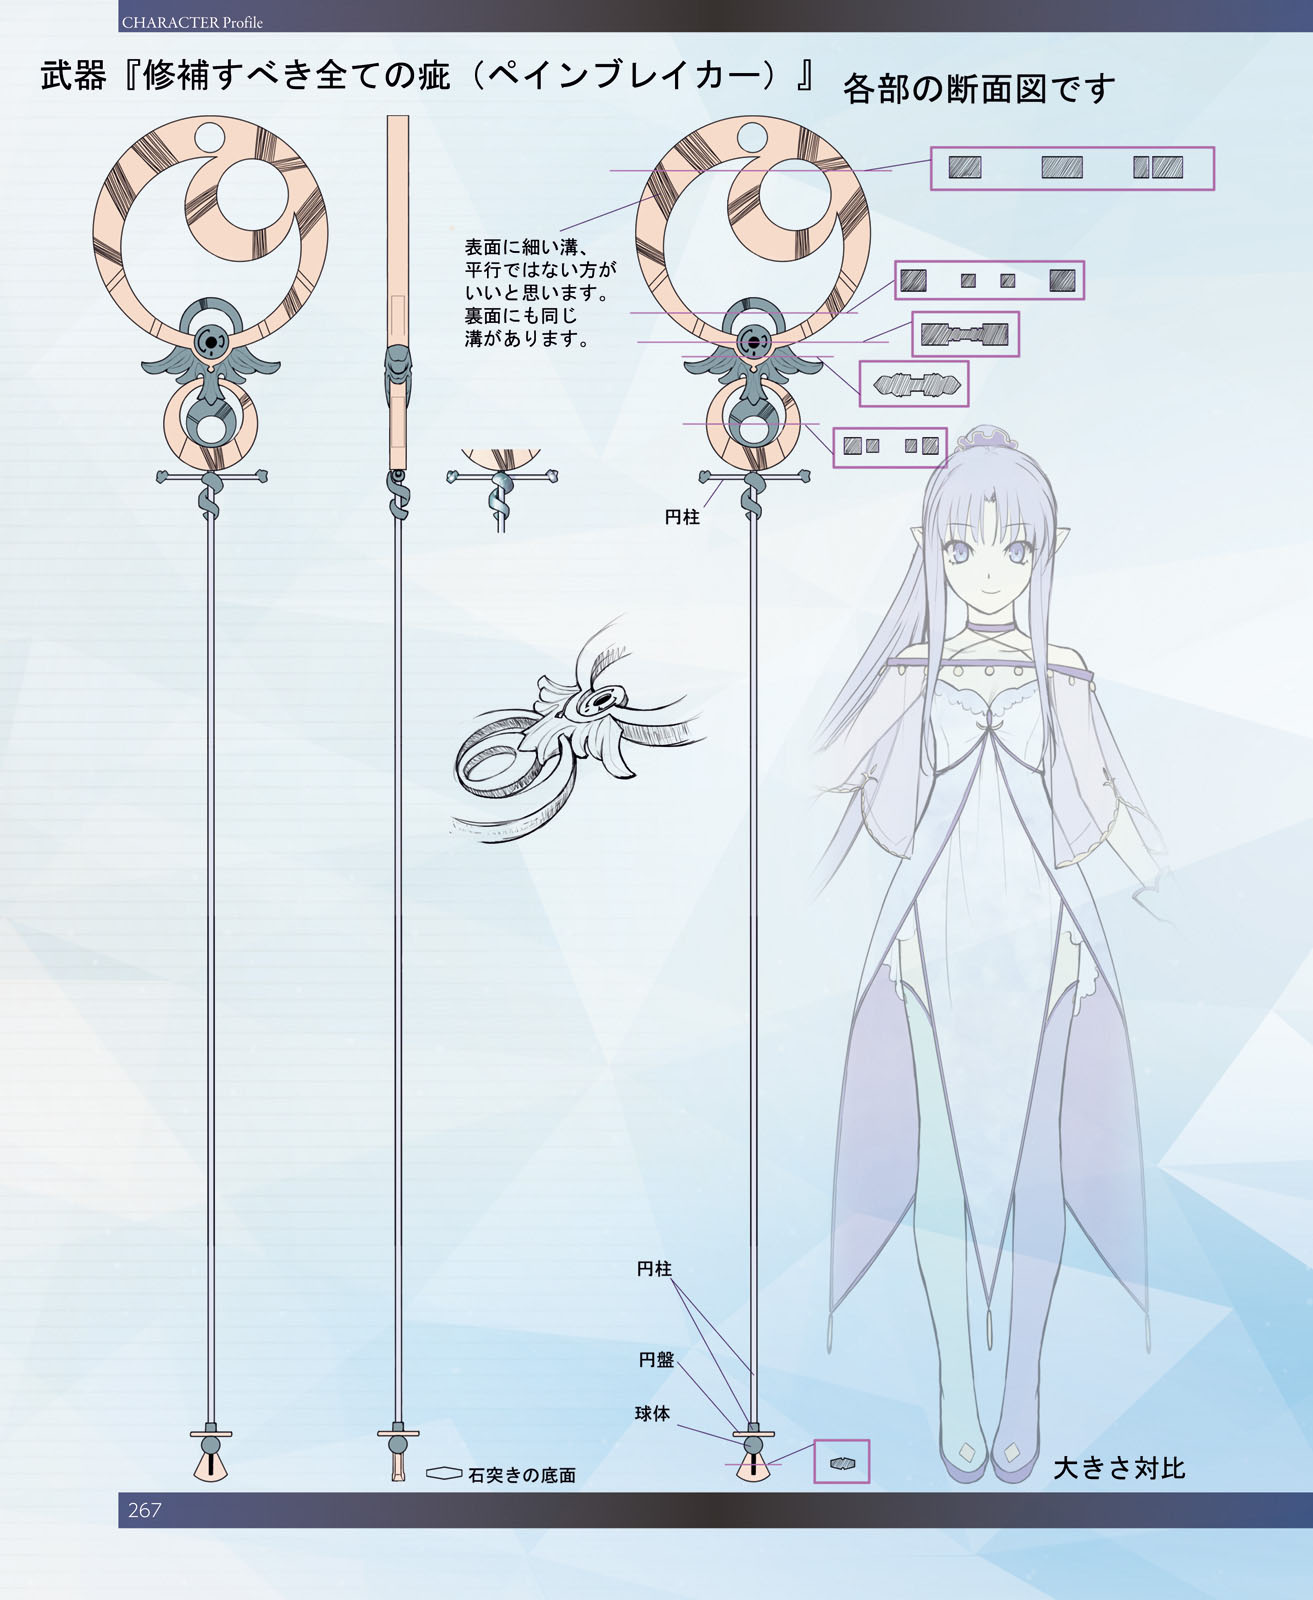 CHARACTER Profile
武器『修補すべき全ての疵（ペインブレイカー）』
各部の断面図です
表面に細い溝、
平行ではない方が
いいと思います。
裏面にも同じ
溝があります。
円柱
円柱
円盤
球体
石突きの底面
大きさ対比
267